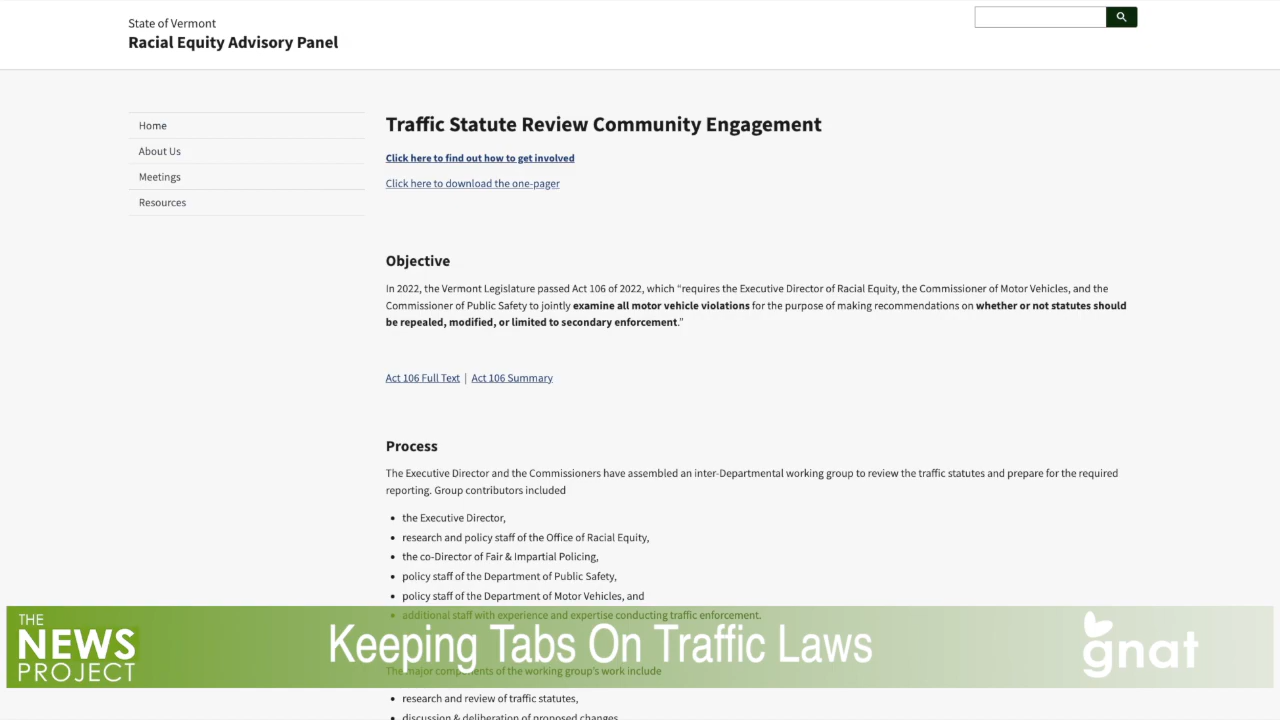 State of Vermont
Racial Equity Advisory Panel
Home
About Us
Meetings
Resources
Traffic Statute Review Community Engagement
Click here to find out how to get involved
Click here to download the one-pager
Objective
In 2022, the Vermont Legislature passed Act 106 of 2022, which “requires the Executive Director of Racial Equity, the Commissioner of Motor Vehicles, and the
Commissioner of Public Safety to jointly examine all motor vehicle violations for the purpose of making recommendations on whether or not statutes should
be repealed, modified, or limited to secondary enforcement.”
Act 106 Full Text | Act 106 Summary
Process
The Executive Director and the Commissioners have assembled an inter-Departmental working group to review the traffic statutes and prepare for the required
reporting. Group contributors included
• the Executive Director,
• research and policy staff of the Office of Racial Equity,
• the co-Director of Fair & Impartial Policing,
• policy staff of the Department of Public Safety,
• policy staff of the Department of Motor Vehicles, and
• additional staff with experience and expertise conducting traffic enforcement.
THE
NEWS
PROJECT
Keeping Tabs On Traffic Laws
gnat
The major components of the working group's work include
• research and review of traffic statutes,
• discussion & deliberation of proposed changes